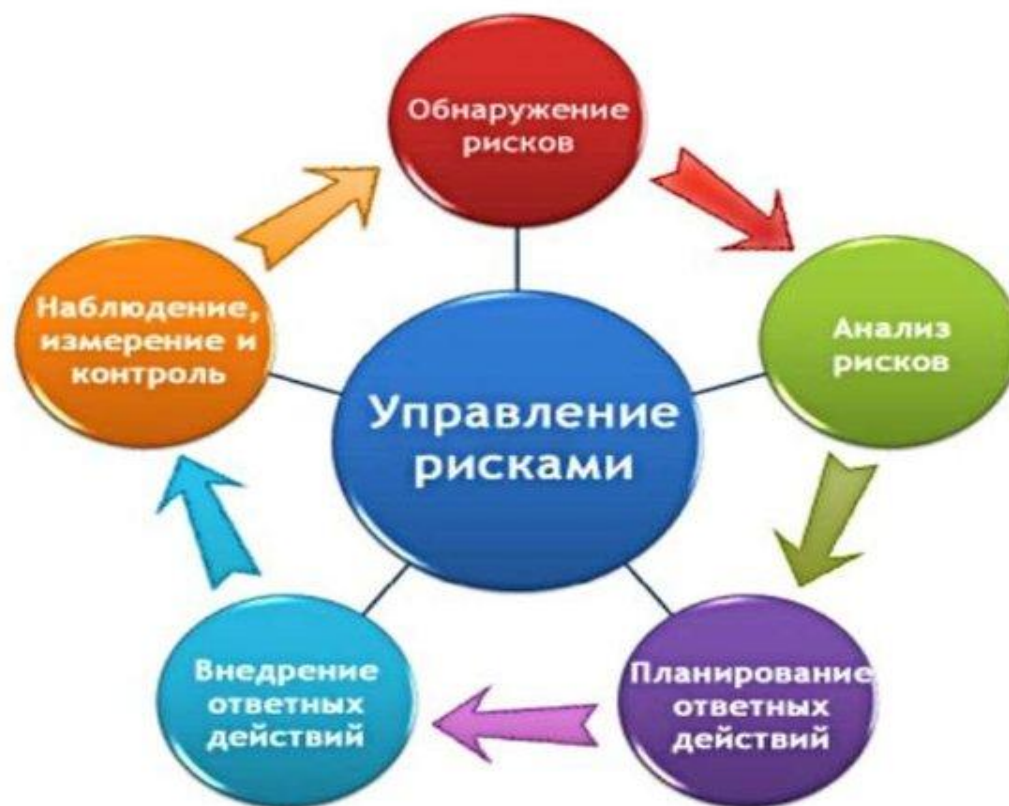 Обнаружение
рисков
Анализ
рисков
Планирование
ответных
действий
Внедрение
ответных
действий
Наблюдение,
измерение и
контроль
Управление
рисками